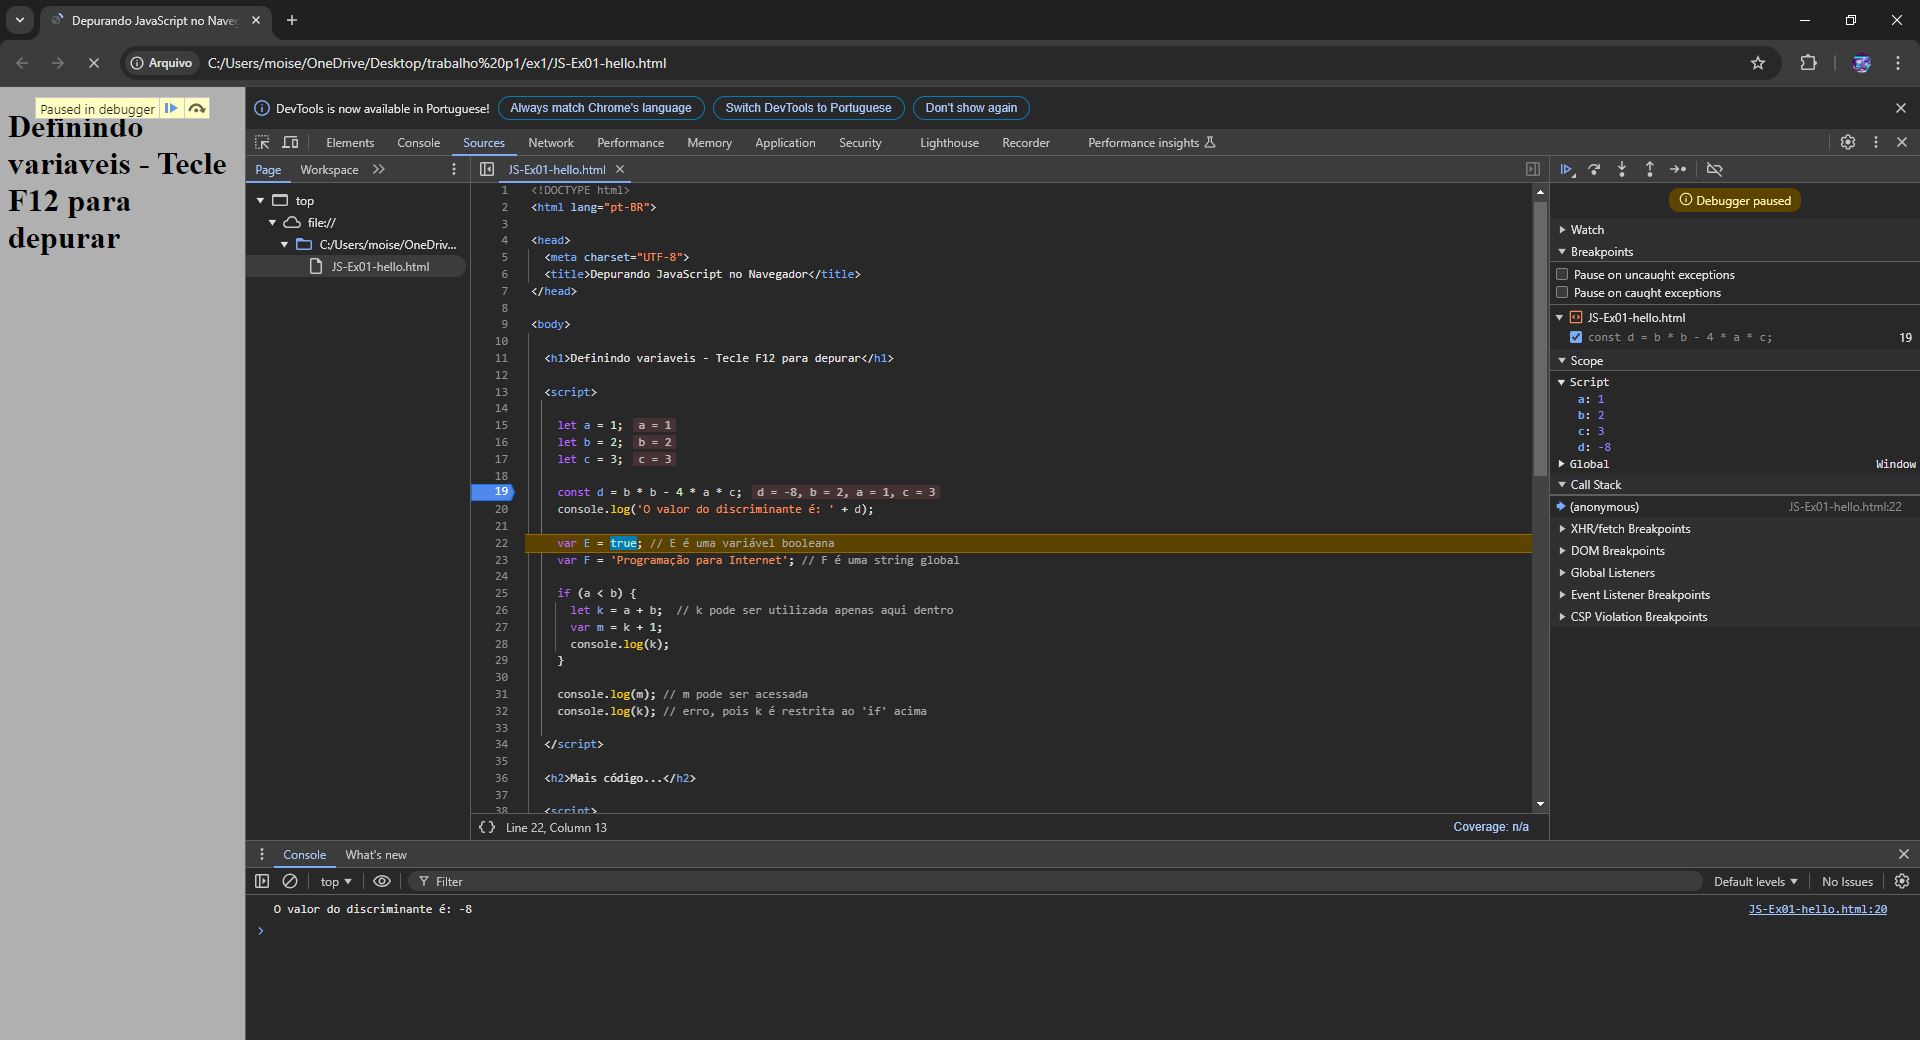 Depurando JavaScript no Naveg
Arquivo
C:/Users/moise/OneDrive/Desktop/trabalho%20p1/ex1/JS-Ex01-hello.html
Paused in debugger
Definindo
variaveis - Tecle
F12 para
depurar
DevTools is now available in Portuguese!
Always match Chrome's language
Switch DevTools to Portuguese
Don't show again
Elements
Console
Sources
Network
Performance
Memory
Application
Security
Lighthouse
Recorder
Performance insights
Page
Workspace
top
file://
C:/Users/moise/OneDriv...
JS-Ex01-hello.html
JS-Ex01-hello.html
1 <!DOCTYPE html>
2 <html lang="pt-BR">
3
4 <head>
5 <meta charset="UTF-8">
6 <title>Depurando JavaScript no Navegador</title>
7 </head>
8
9 <body>
10
11 <h1>Definindo variaveis - Tecle F12 para depurar</h1>
12
13 <script>
14
15 let a = 1; a = 1
16 let b = 2; b = 2
17 let c = 3; c = 3
18
19 const d = b * b - 4 * a * c; d = -8, b = 2, a = 1, c = 3
20 console.log('O valor do discriminante é: ' + d);
21
22 var E = true; // E é uma variável booleana
23 var F = 'Programação para Internet'; // F é uma string global
24
25 if (a < b) {
26 let k = a + b; // k pode ser utilizada apenas aqui dentro
27 var m = k + 1;
28 console.log(k);
29 }
30
31 console.log(m); // m pode ser acessada
32 console.log(k); // erro, pois k é restrita ao 'if' acima
33
34 </script>
35
36 <h2>Mais código...</h2>
37
38 <script>
{} Line 22, Column 13
Coverage: n/a
Debugger paused
Watch
Breakpoints
Pause on uncaught exceptions
Pause on caught exceptions
JS-Ex01-hello.html
const d = b * b - 4 * a * c; 19
Scope
Script
a: 1
b: 2
c: 3
d: -8
Global Window
Call Stack
(anonymous) JS-Ex01-hello.html:22
XHR/fetch Breakpoints
DOM Breakpoints
Global Listeners
Event Listener Breakpoints
CSP Violation Breakpoints
Console
What's new
top
Filter
Default levels
No Issues
O valor do discriminante é: -8
JS-Ex01-hello.html:20